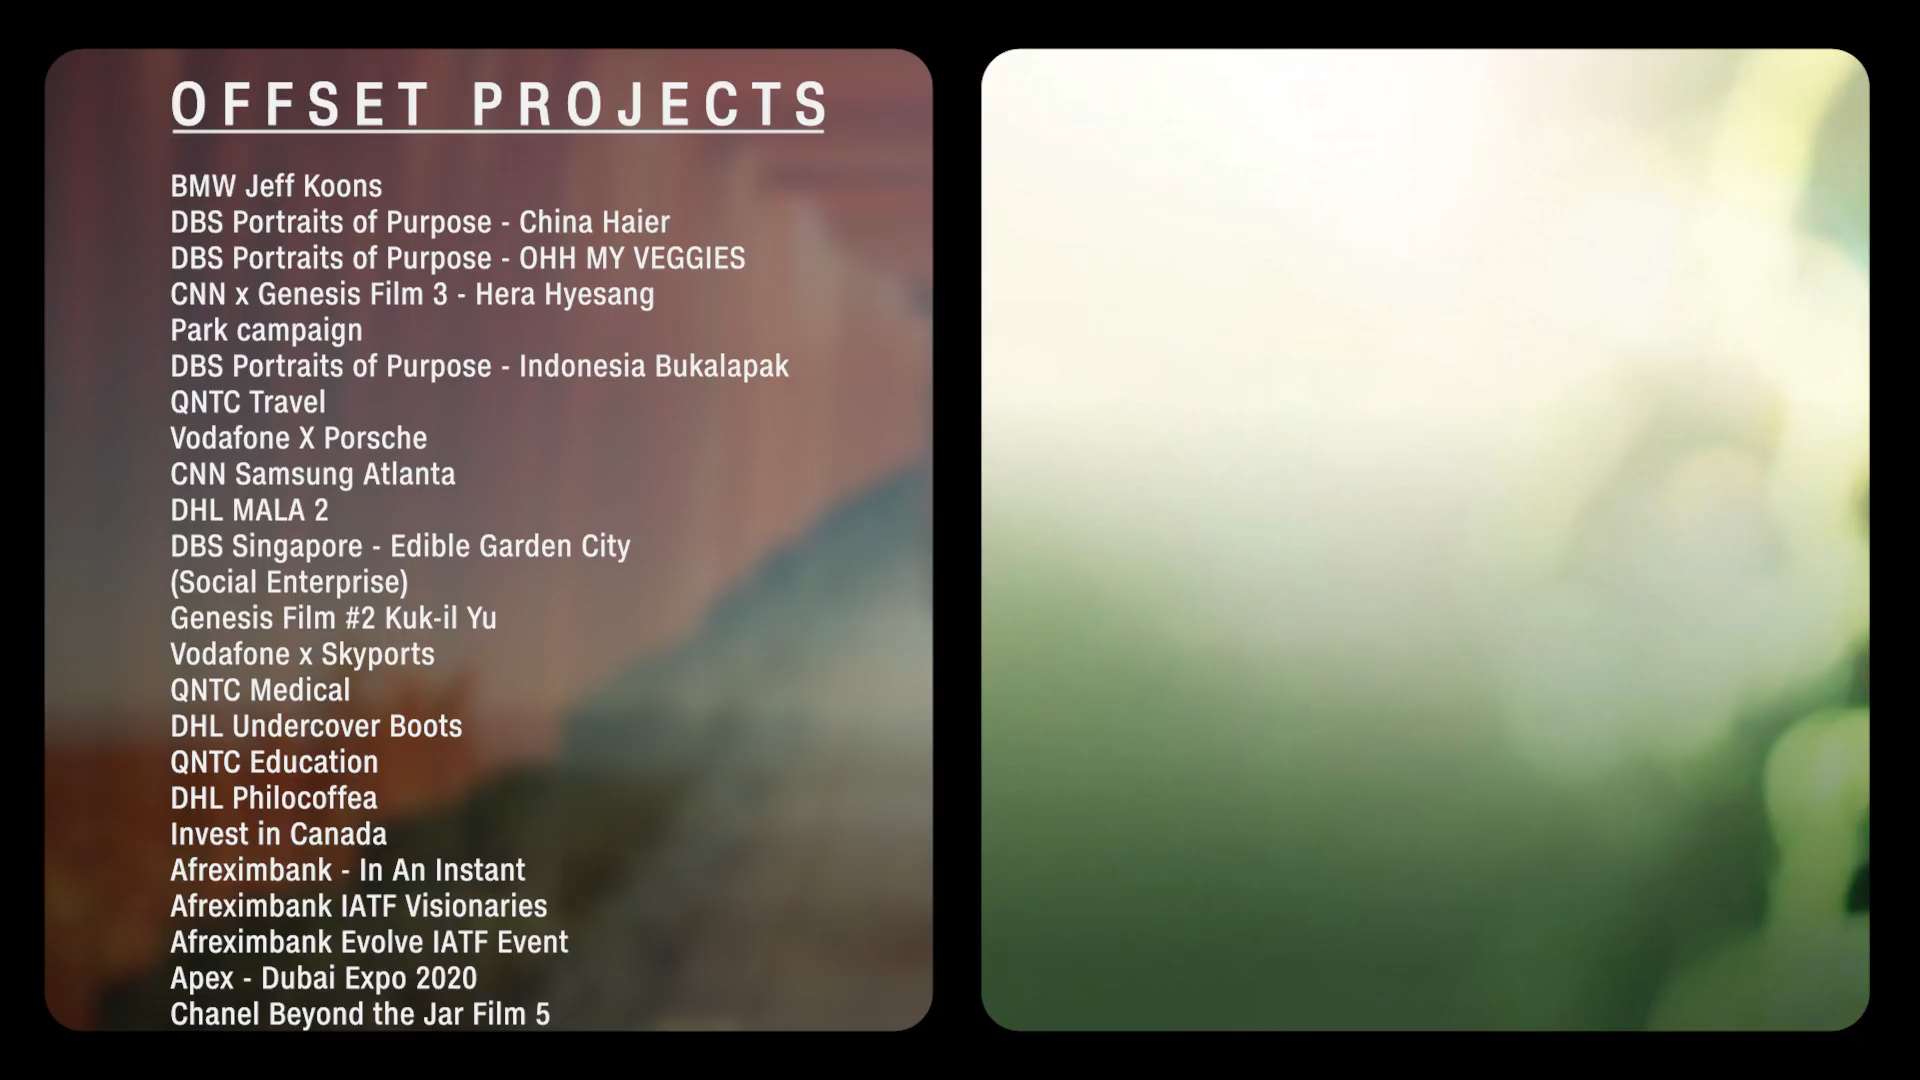 OFFSET PROJECTS
BMW Jeff Koons
DBS Portraits of Purpose - China Haier
DBS Portraits of Purpose - OHH MY VEGGIES
CNN x Genesis Film 3 - Hera Hyesang
Park campaign
DBS Portraits of Purpose - Indonesia Bukalapak
QNTC Travel
Vodafone X Porsche
CNN Samsung Atlanta
DHL MALA 2
DBS Singapore - Edible Garden City
(Social Enterprise)
Genesis Film #2 Kuk-il Yu
Vodafone x Skyports
QNTC Medical
DHL Undercover Boots
QNTC Education
DHL Philocoffea
Invest in Canada
Afreximbank - In An Instant
Afreximbank IATF Visionaries
Afreximbank Evolve IATF Event
Apex - Dubai Expo 2020
Chanel Beyond the Jar Film 5